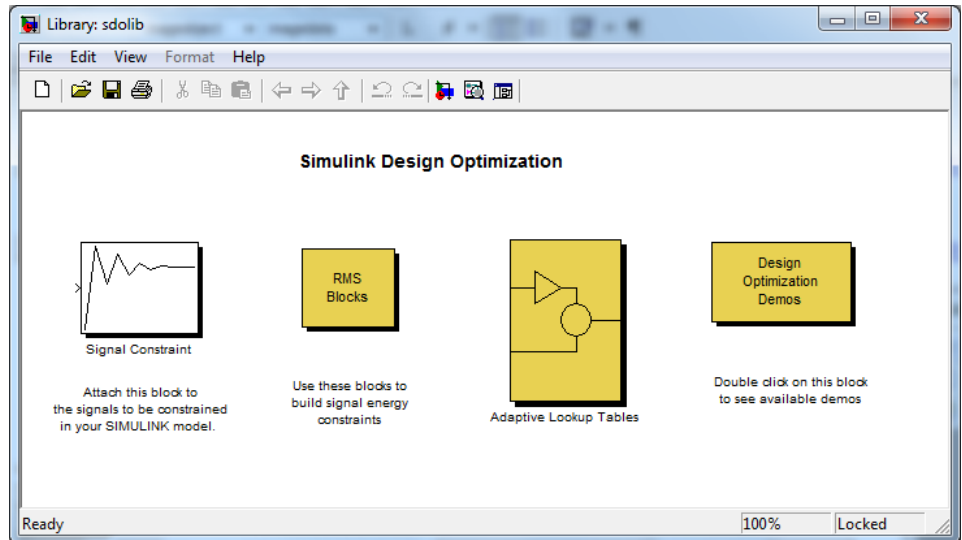 Library: sdolib
File Edit View Format Help
Simulink Design Optimization
RMS
Blocks
Design
Optimization
Demos
Signal Constraint
Attach this block to
the signals to be constrained
in your SIMULINK model.
Use these blocks to
build signal energy
constraints
Adaptive Lookup Tables
Double click on this block
to see available demos
Ready 100% Locked